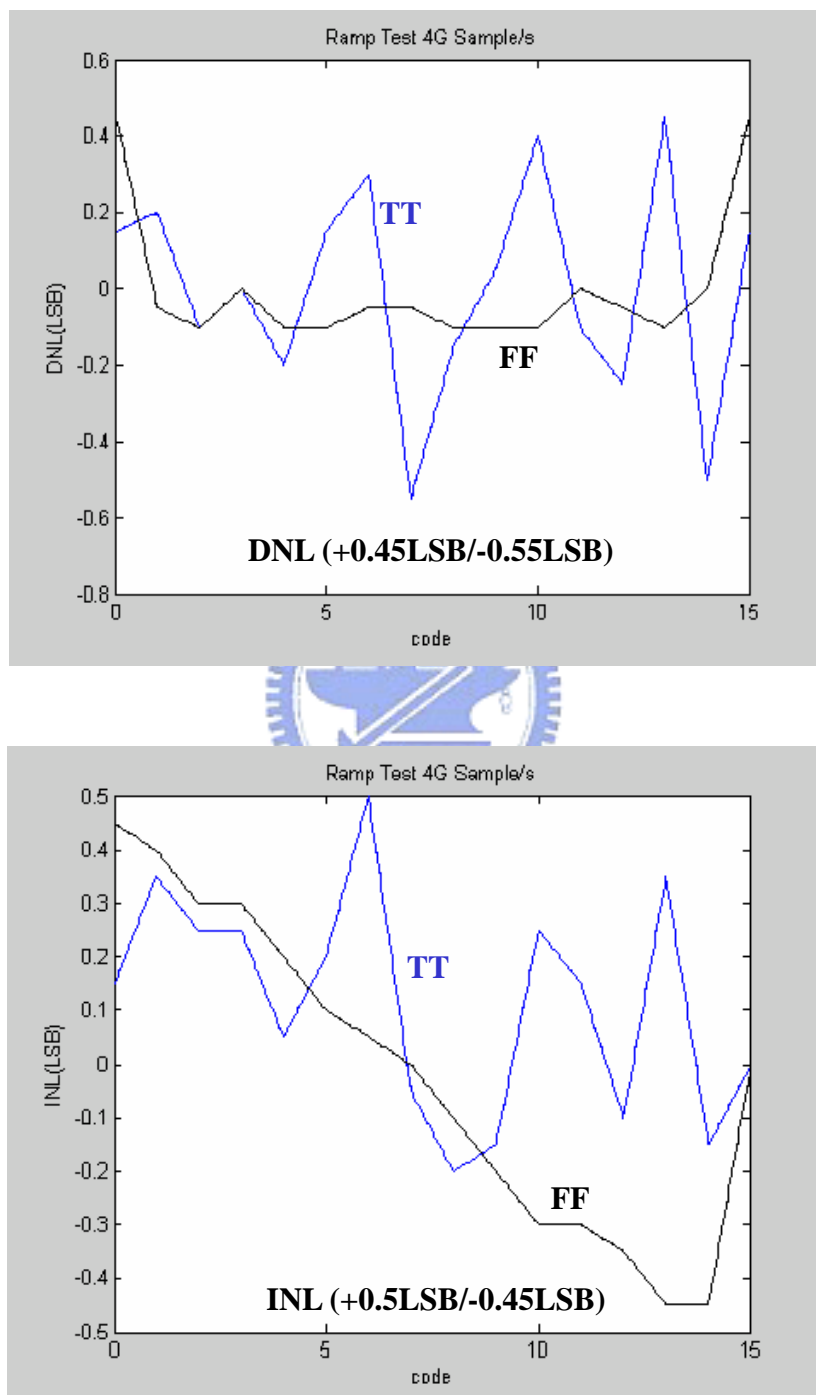 Ramp Test 4G Sample/s
0.6
0.4
0.2
0
-0.2
-0.4
-0.6
-0.8
DNL(LSB)
TT
FF
DNL (+0.45LSB/-0.55LSB)
0 5 10 15
code
Ramp Test 4G Sample/s
0.5
0.4
0.3
0.2
0.1
0
-0.1
-0.2
-0.3
-0.4
-0.5
INL(LSB)
TT
FF
INL (+0.5LSB/-0.45LSB)
0 5 10 15
code